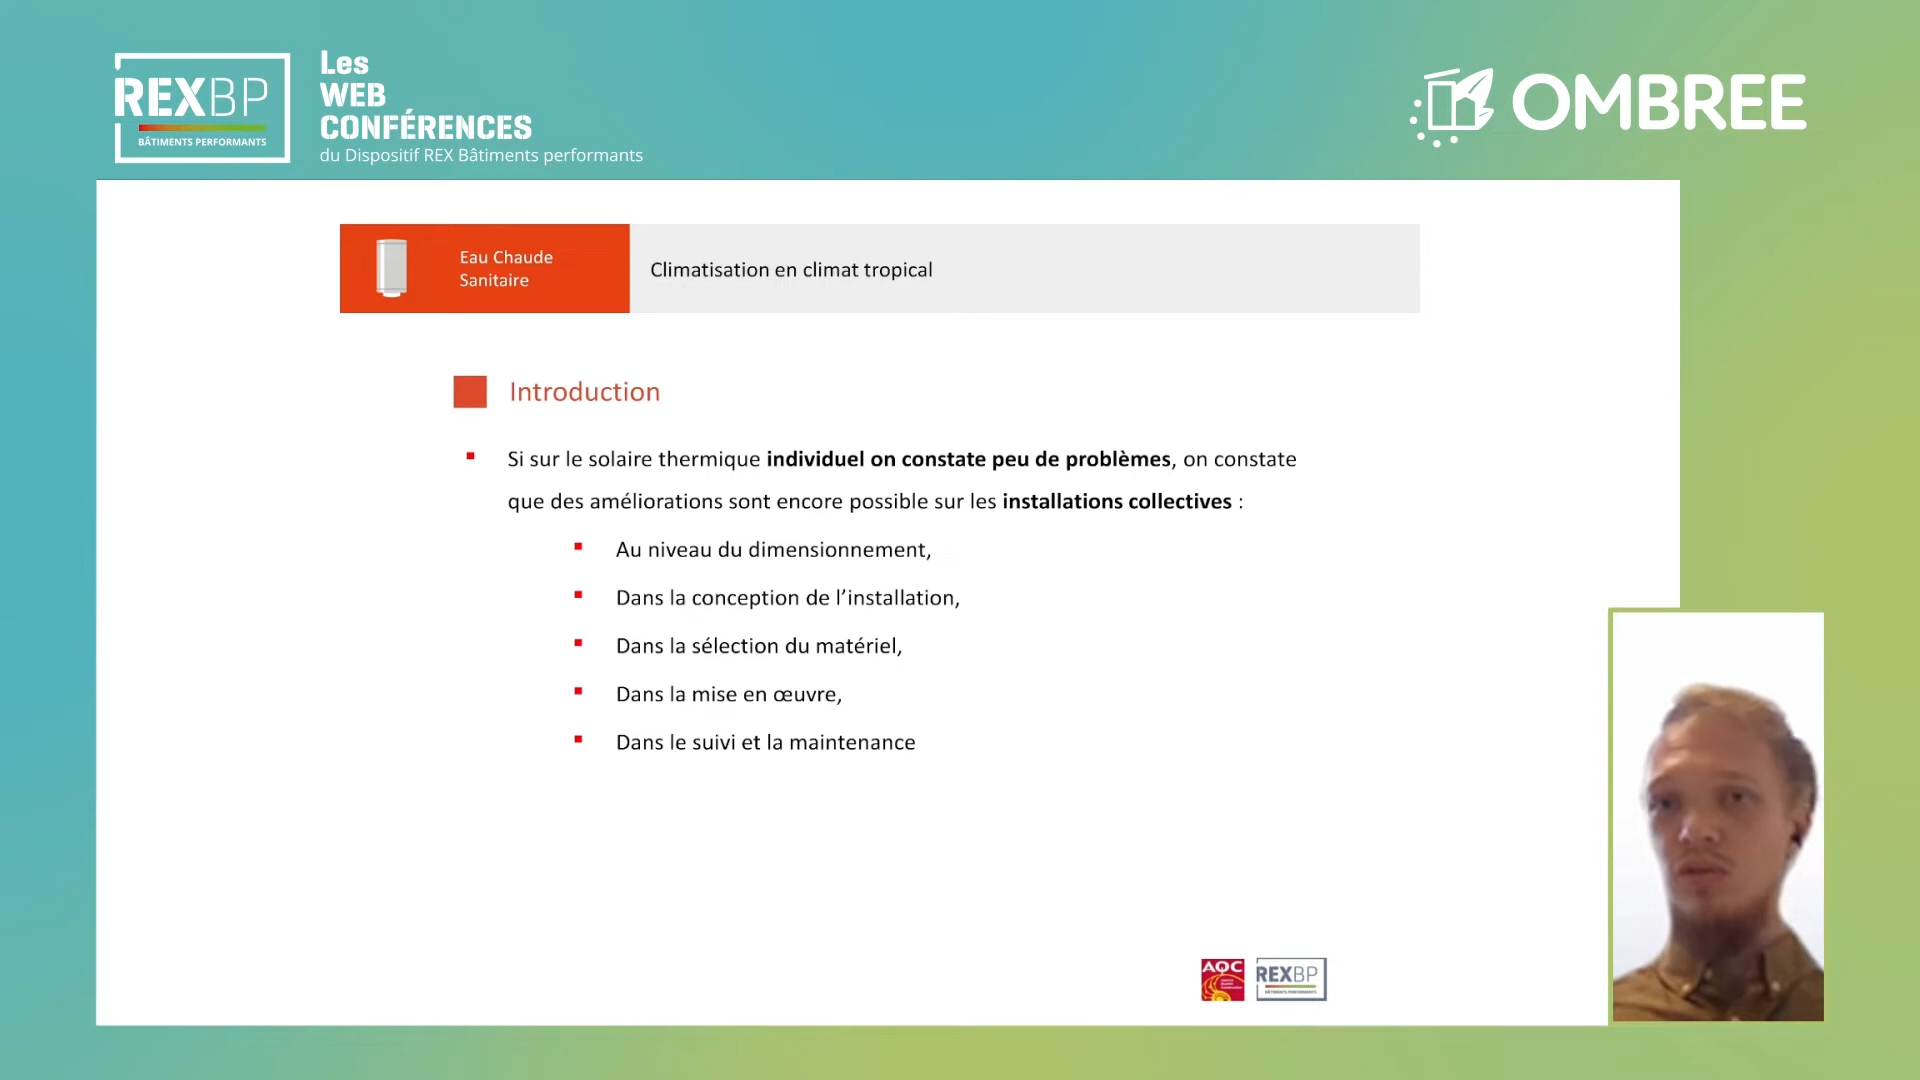 REXBP
BÂTIMENTS PERFORMANTS
Les
WEB
CONFÉRENCES
du Dispositif REX Bâtiments performants
OMBREE
Eau Chaude
Sanitaire
Climatisation en climat tropical
Introduction
Si sur le solaire thermique individuel on constate peu de problèmes, on constate
que des améliorations sont encore possible sur les installations collectives :
Au niveau du dimensionnement,
Dans la conception de l’installation,
Dans la sélection du matériel,
Dans la mise en œuvre,
Dans le suivi et la maintenance
AQC
REXBP
BÂTIMENTS PERFORMANTS